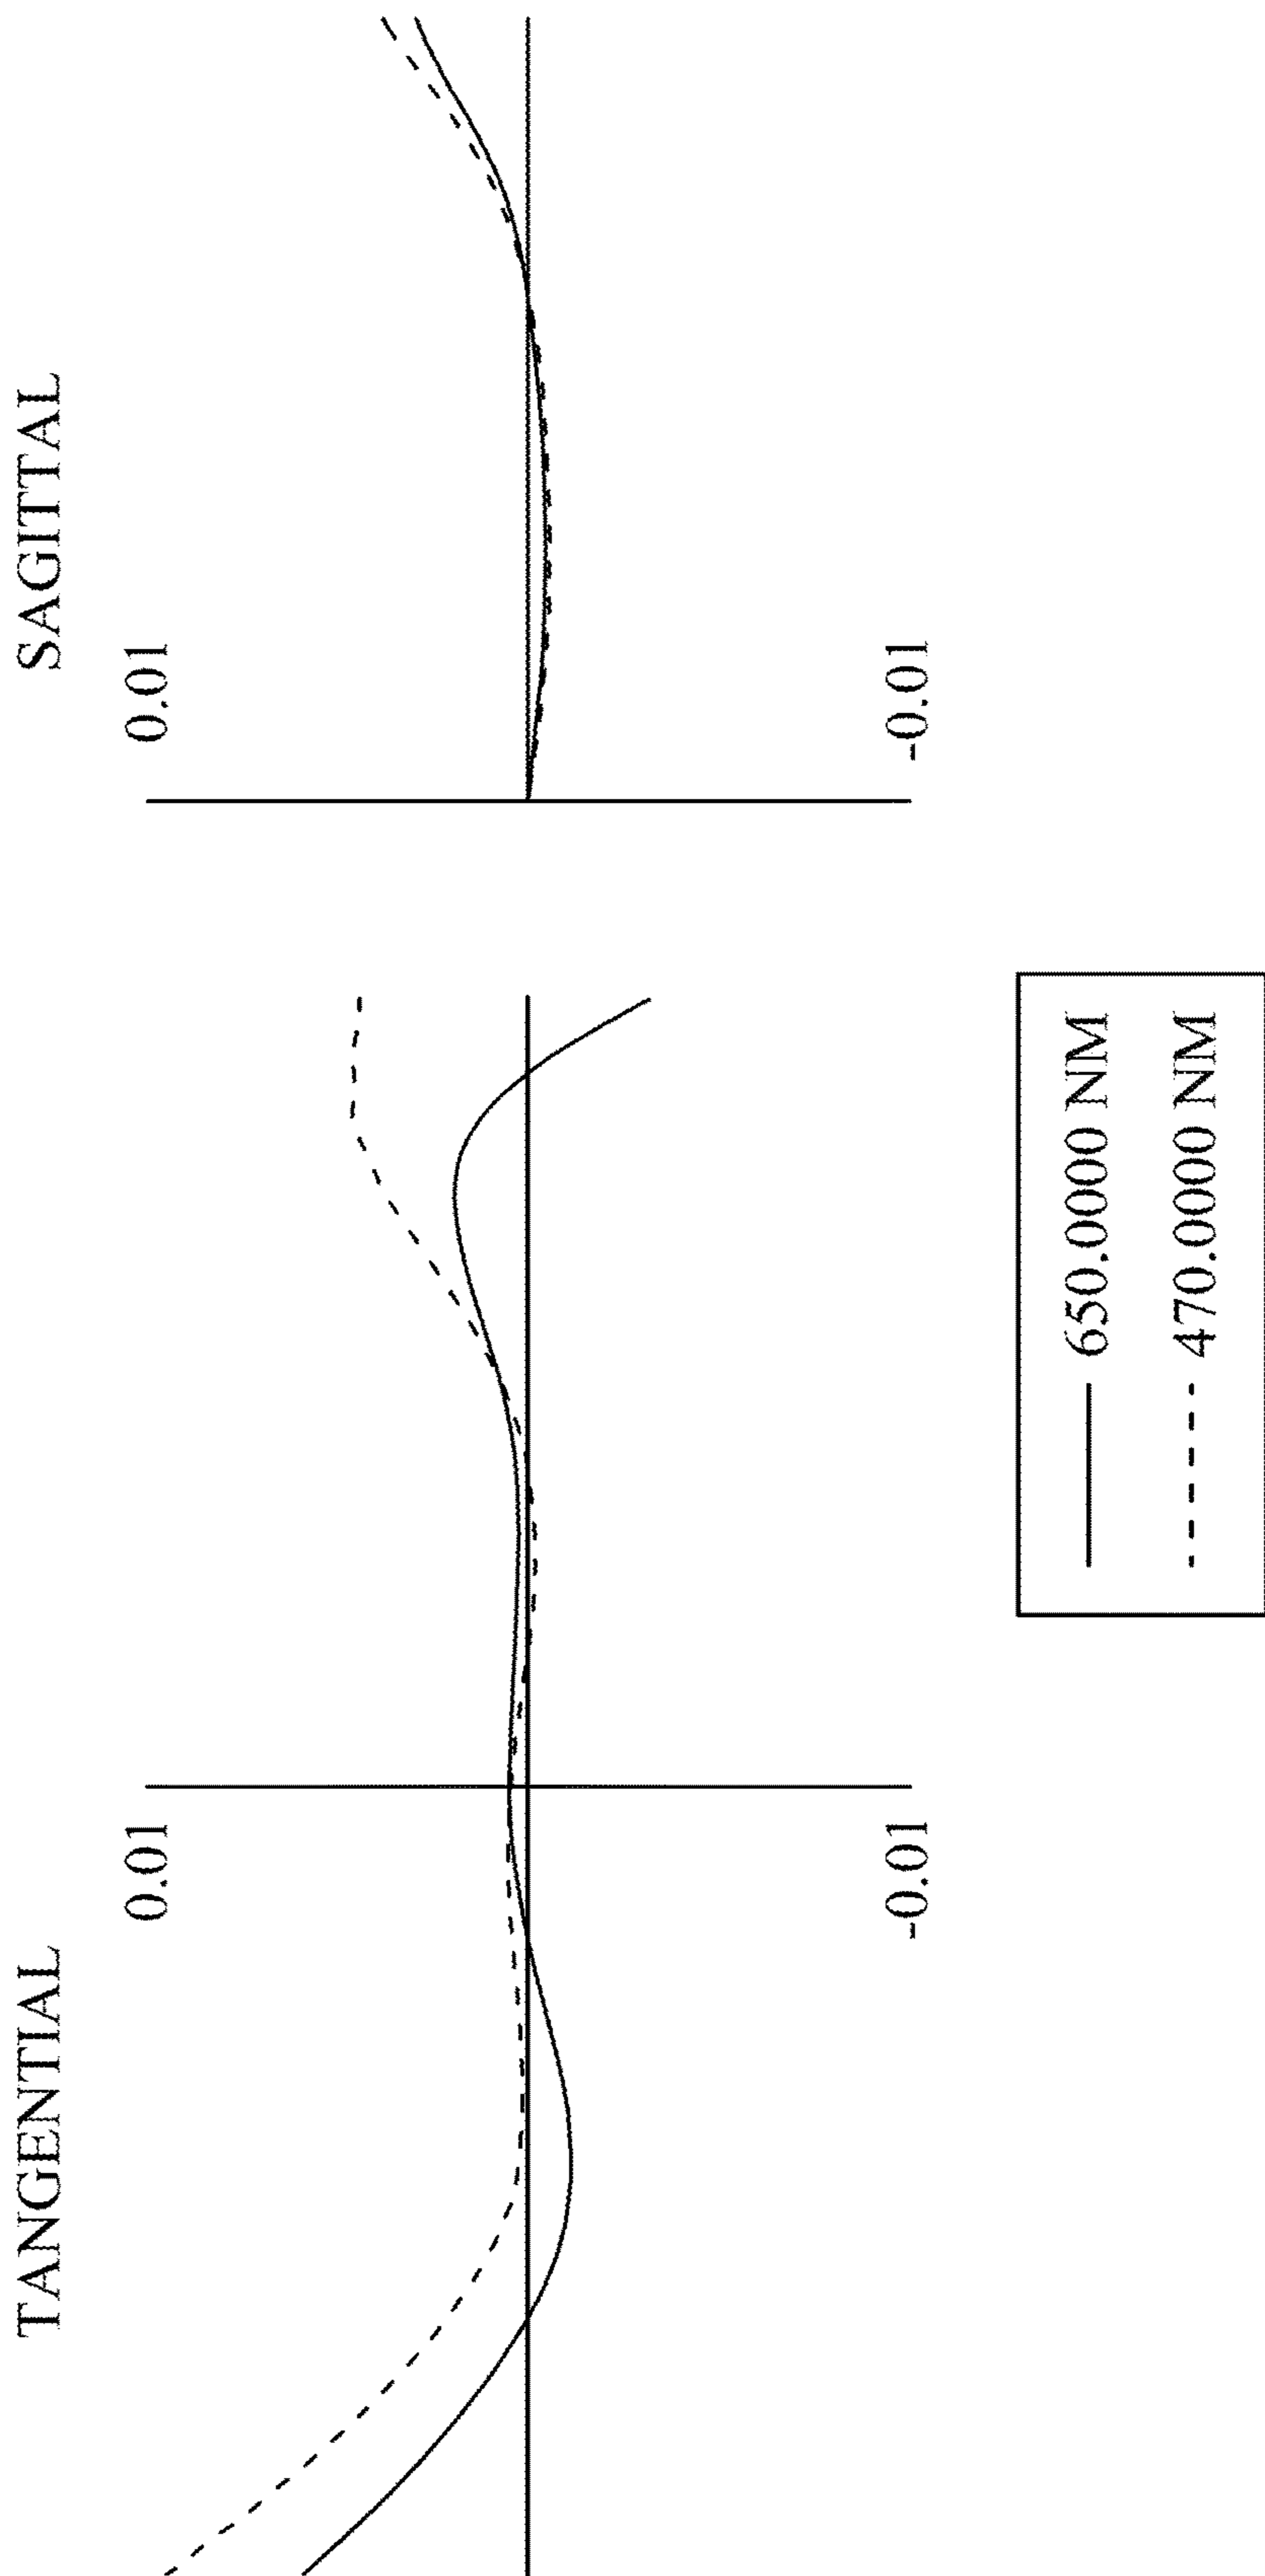 TANGENTIAL
SAGITTAL
0.01
0.01
-0.01
-0.01
650.0000 NM
470.0000 NM